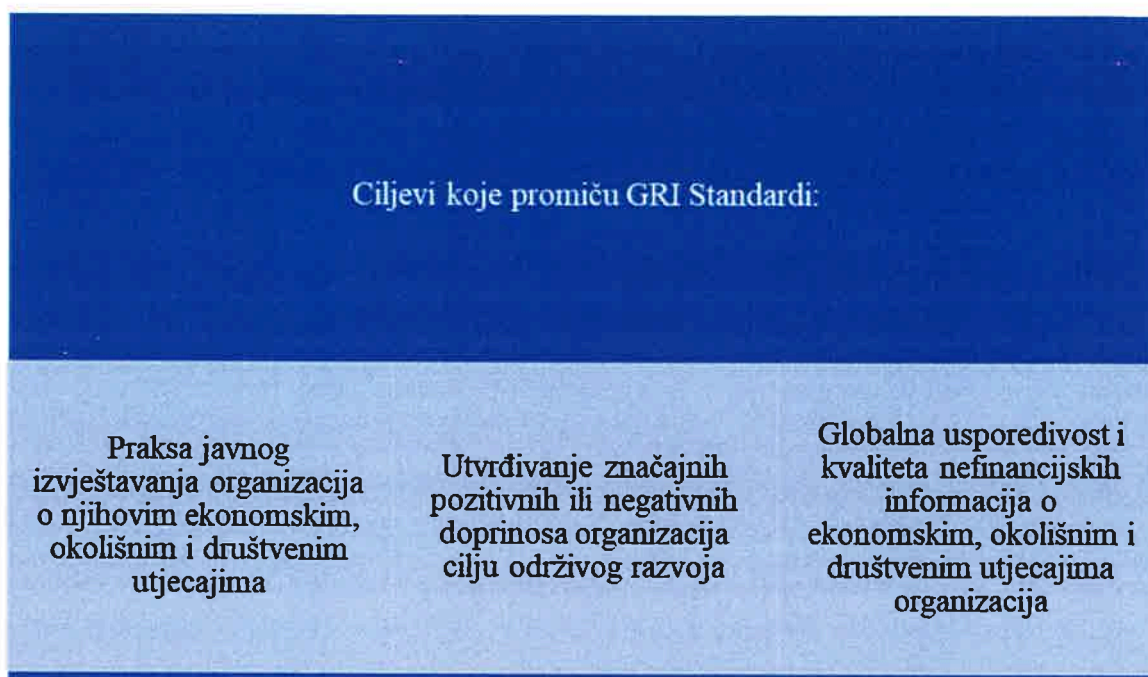 Ciljevi koje promiču GRI Standardi:
Praksa javnog
izvještavanja organizacija
o njihovim ekonomskim,
okolišnim i društvenim
utjecajima
Utvrđivanje značajnih
pozitivnih ili negativnih
doprinosa organizacija
cilju održivog razvoja
Globalna usporedivost i
kvaliteta nefinancijskih
informacija o
ekonomskim, okolišnim i
društvenim utjecajima
organizacija